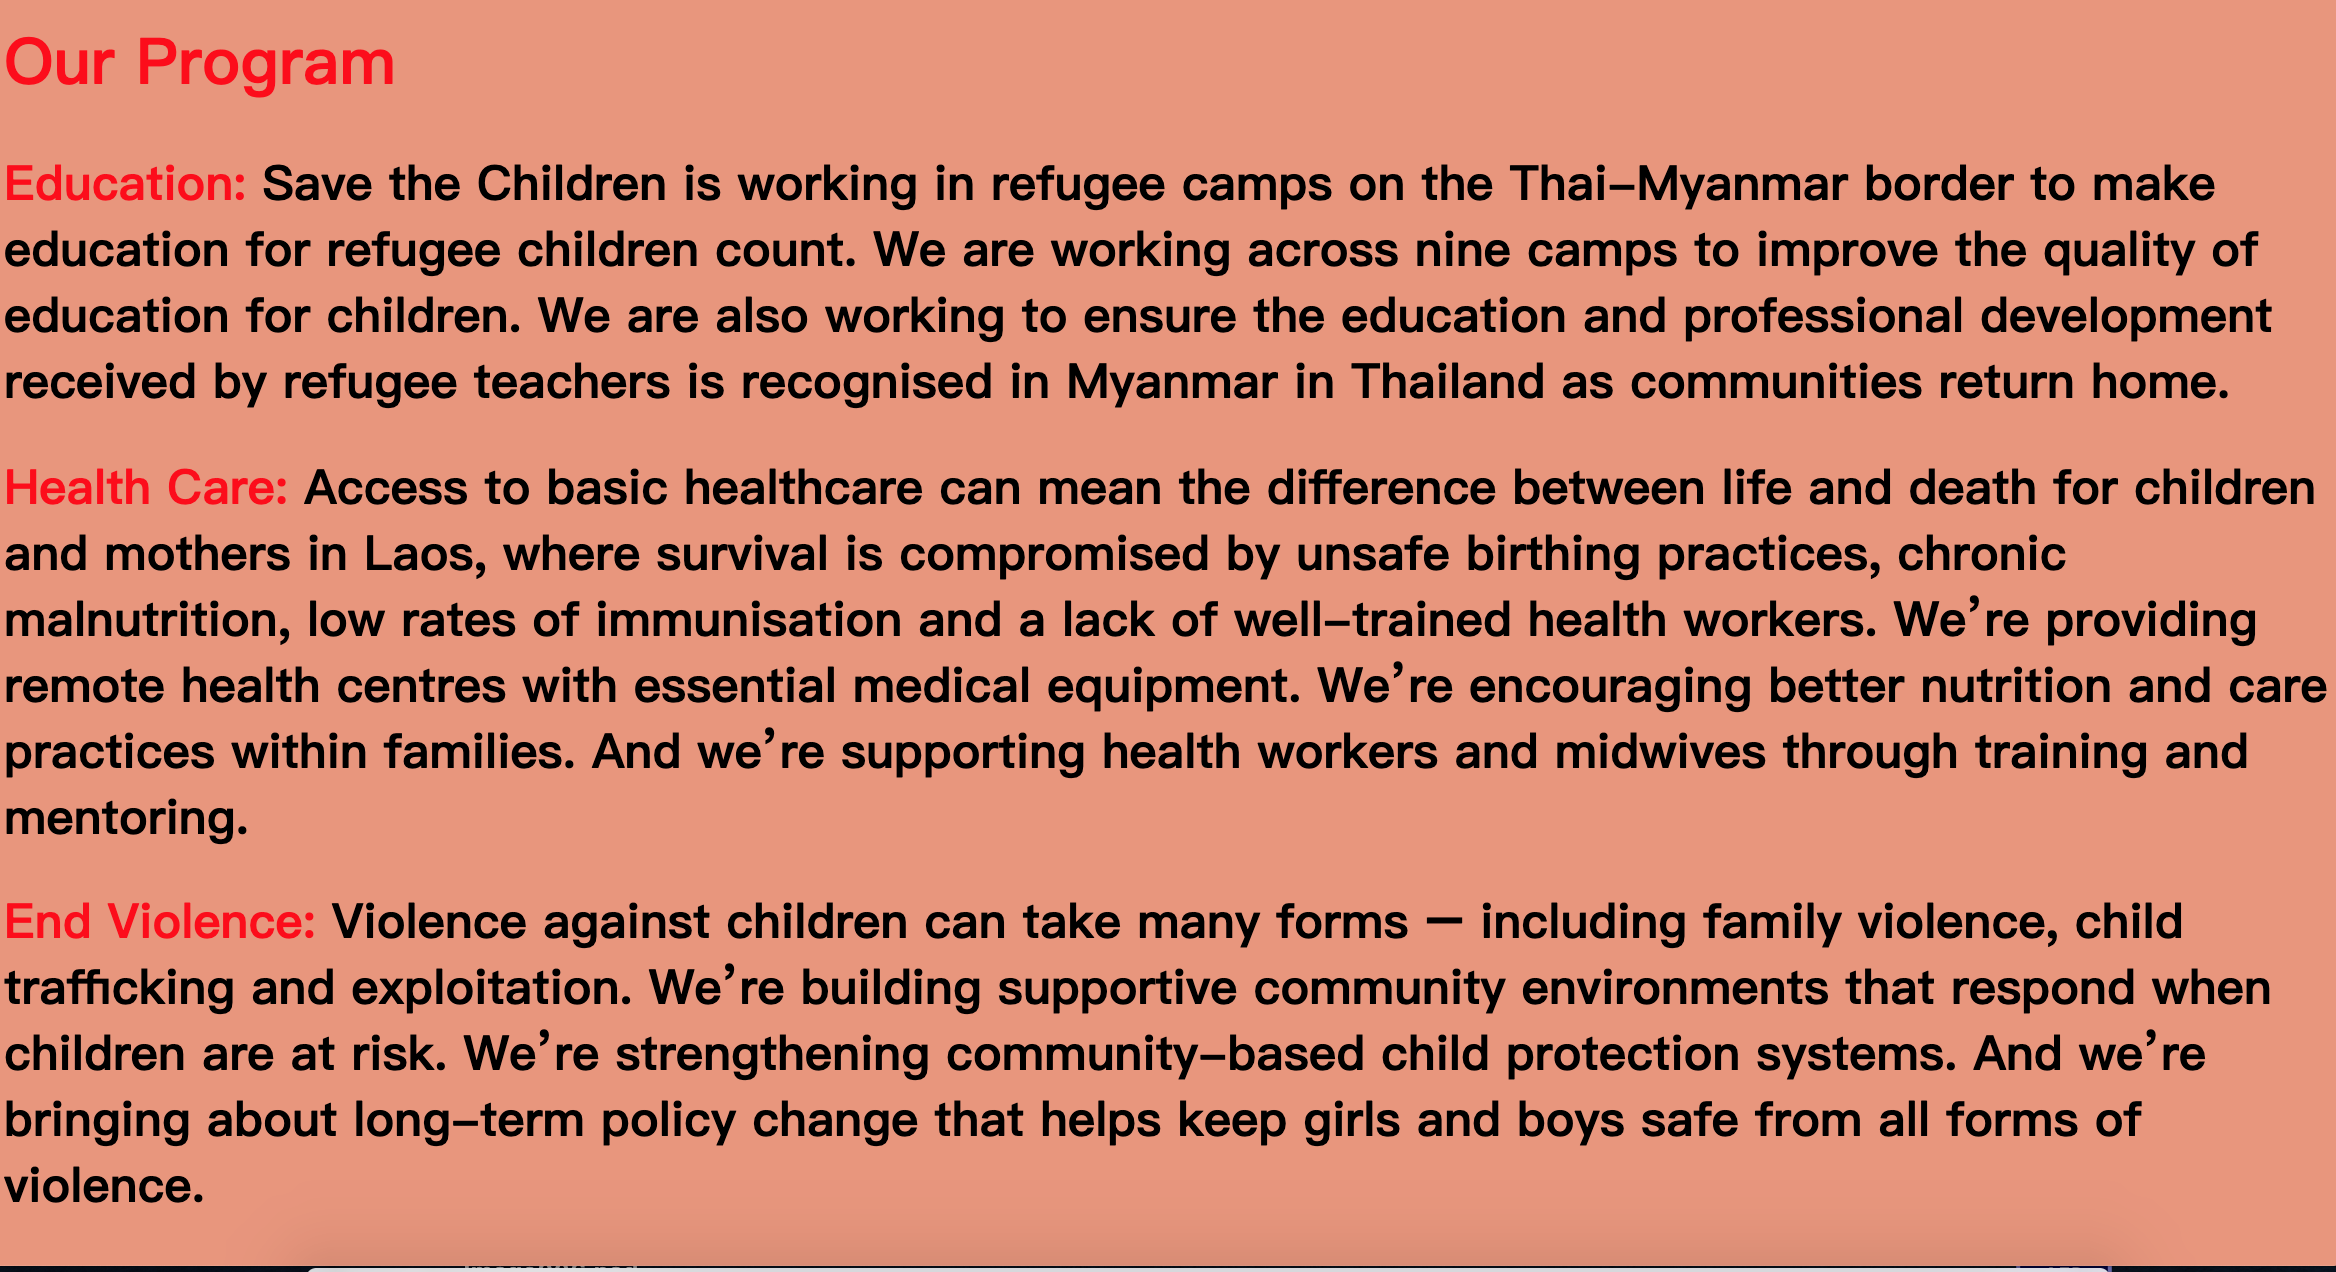 Our Program
Education: Save the Children is working in refugee camps on the Thai–Myanmar border to make
education for refugee children count. We are working across nine camps to improve the quality of
education for children. We are also working to ensure the education and professional development
received by refugee teachers is recognised in Myanmar in Thailand as communities return home.
Health Care: Access to basic healthcare can mean the difference between life and death for children
and mothers in Laos, where survival is compromised by unsafe birthing practices, chronic
malnutrition, low rates of immunisation and a lack of well–trained health workers. We’re providing
remote health centres with essential medical equipment. We’re encouraging better nutrition and care
practices within families. And we’re supporting health workers and midwives through training and
mentoring.
End Violence: Violence against children can take many forms — including family violence, child
trafficking and exploitation. We’re building supportive community environments that respond when
children are at risk. We’re strengthening community–based child protection systems. And we’re
bringing about long–term policy change that helps keep girls and boys safe from all forms of
violence.